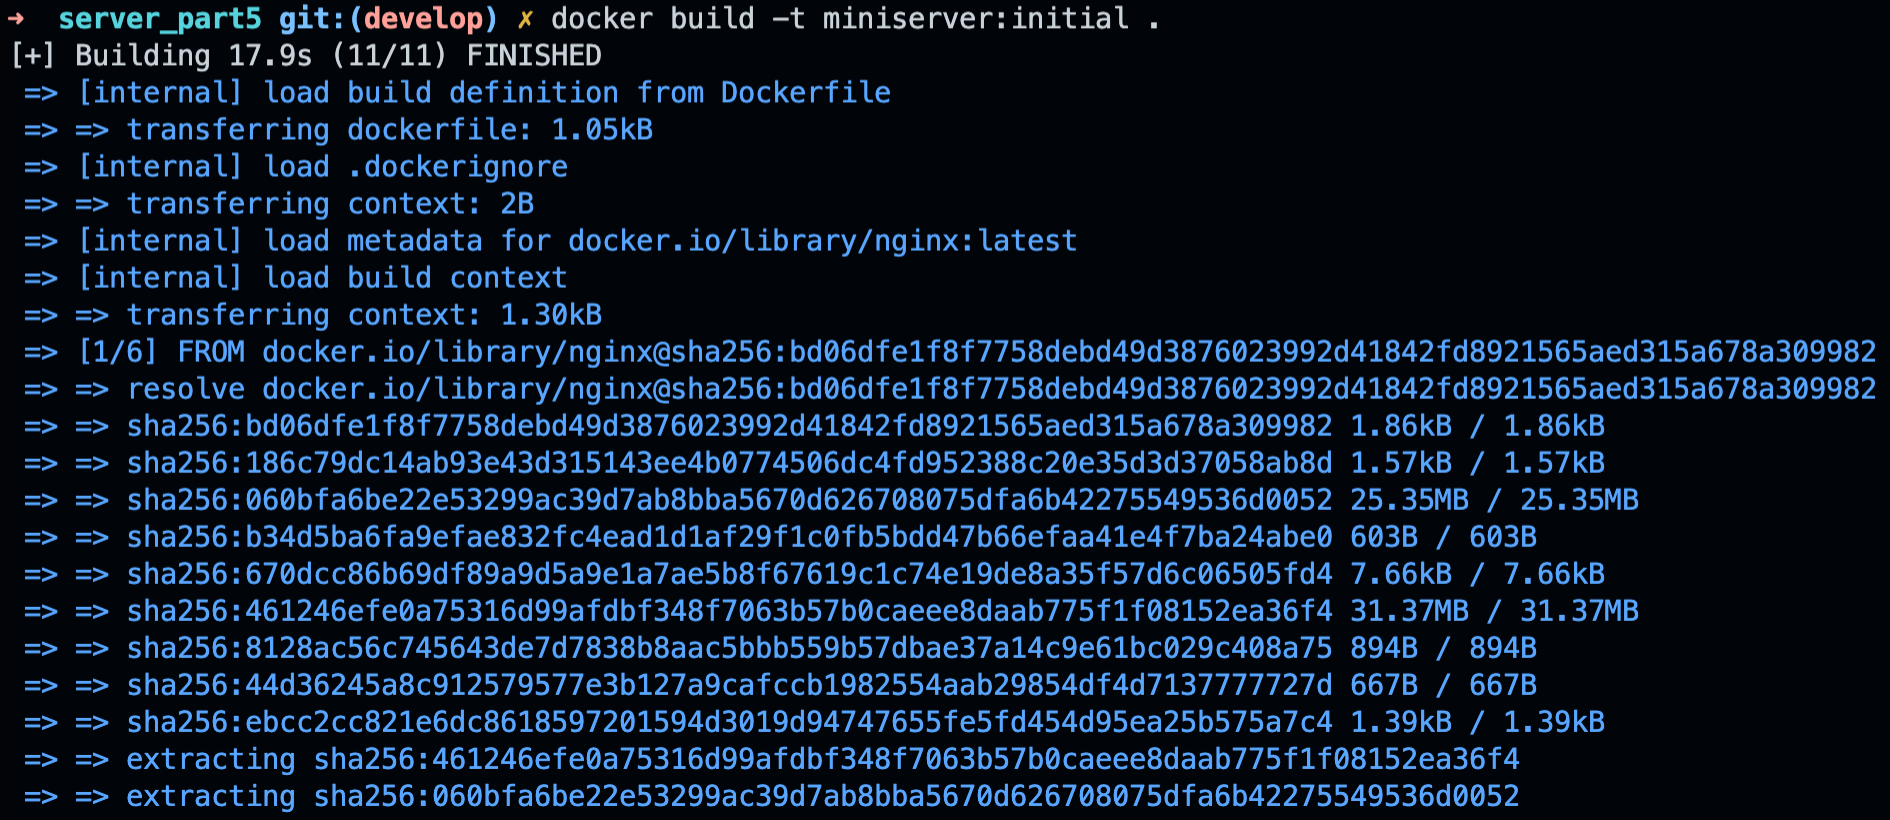 ➜  server_part5 git:(develop) ✗ docker build -t miniserver:initial .
[+] Building 17.9s (11/11) FINISHED
 => [internal] load build definition from Dockerfile
 => => transferring dockerfile: 1.05kB
 => [internal] load .dockerignore
 => => transferring context: 2B
 => [internal] load metadata for docker.io/library/nginx:latest
 => [internal] load build context
 => => transferring context: 1.30kB
 => [1/6] FROM docker.io/library/nginx@sha256:bd06dfe1f8f7758debd49d3876023992d41842fd8921565aed315a678a309982
 => => resolve docker.io/library/nginx@sha256:bd06dfe1f8f7758debd49d3876023992d41842fd8921565aed315a678a309982
 => => sha256:bd06dfe1f8f7758debd49d3876023992d41842fd8921565aed315a678a309982 1.86kB / 1.86kB
 => => sha256:186c79dc14ab93e43d315143ee4b0774506dc4fd952388c20e35d3d37058ab8d 1.57kB / 1.57kB
 => => sha256:060bfa6be22e53299ac39d7ab8bba5670d626708075dfa6b42275549536d0052 25.35MB / 25.35MB
 => => sha256:b34d5ba6fa9efae832fc4ead1d1af29f1c0fb5bdd47b66efaa41e4f7ba24abe0 603B / 603B
 => => sha256:670dcc86b69df89a9d5a9e1a7ae5b8f67619c1c74e19de8a35f57d6c06505fd4 7.66kB / 7.66kB
 => => sha256:461246efe0a75316d99afdbf348f7063b57b0caeee8daab775f1f08152ea36f4 31.37MB / 31.37MB
 => => sha256:8128ac56c745643de7d7838b8aac5bbb559b57dbae37a14c9e61bc029c408a75 894B / 894B
 => => sha256:44d36245a8c912579577e3b127a9cafccb1982554aab29854df4d7137777727d 667B / 667B
 => => sha256:ebcc2cc821e6dc8618597201594d3019d94747655fe5fd454d95ea25b575a7c4 1.39kB / 1.39kB
 => => extracting sha256:461246efe0a75316d99afdbf348f7063b57b0caeee8daab775f1f08152ea36f4
 => => extracting sha256:060bfa6be22e53299ac39d7ab8bba5670d626708075dfa6b42275549536d0052